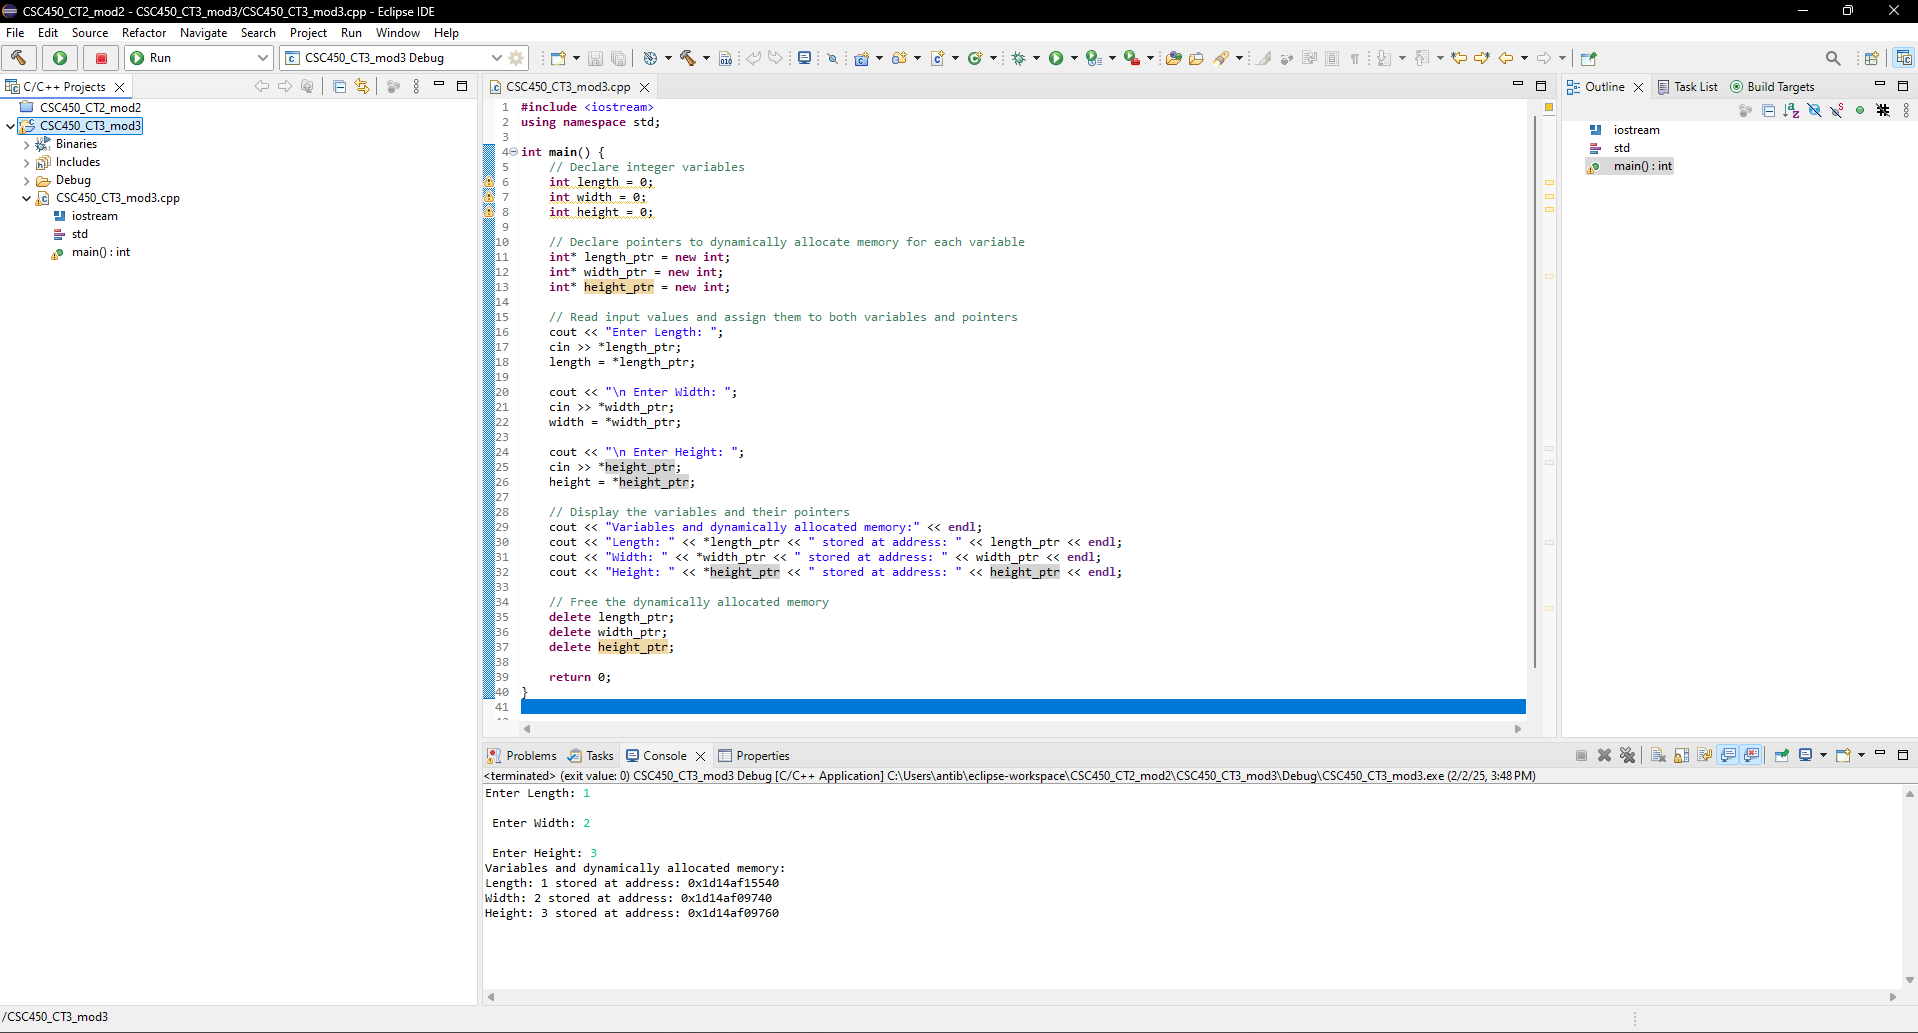 CSC450_CT2_mod2 - CSC450_CT3_mod3/CSC450_CT3_mod3.cpp - Eclipse IDE
File Edit Source Refactor Navigate Search Project Run Window Help
Run
CSC450_CT3_mod3 Debug
C/C++ Projects
CSC450_CT2_mod2
CSC450_CT3_mod3
Binaries
Includes
Debug
CSC450_CT3_mod3.cpp
iostream
std
main() : int
CSC450_CT3_mod3.cpp
1 #include <iostream>
2 using namespace std;
3
4 int main() {
5     // Declare integer variables
6     int length = 0;
7     int width = 0;
8     int height = 0;
9
10     // Declare pointers to dynamically allocate memory for each variable
11     int* length_ptr = new int;
12     int* width_ptr = new int;
13     int* height_ptr = new int;
14
15     // Read input values and assign them to both variables and pointers
16     cout << "Enter Length: ";
17     cin >> *length_ptr;
18     length = *length_ptr;
19
20     cout << "\n Enter Width: ";
21     cin >> *width_ptr;
22     width = *width_ptr;
23
24     cout << "\n Enter Height: ";
25     cin >> *height_ptr;
26     height = *height_ptr;
27
28     // Display the variables and their pointers
29     cout << "Variables and dynamically allocated memory:" << endl;
30     cout << "Length: " << *length_ptr << " stored at address: " << length_ptr << endl;
31     cout << "Width: " << *width_ptr << " stored at address: " << width_ptr << endl;
32     cout << "Height: " << *height_ptr << " stored at address: " << height_ptr << endl;
33
34     // Free the dynamically allocated memory
35     delete length_ptr;
36     delete width_ptr;
37     delete height_ptr;
38
39     return 0;
40 }
41
Outline Task List Build Targets
iostream
std
main() : int
Problems Tasks Console Properties
<terminated> (exit value: 0) CSC450_CT3_mod3 Debug [C/C++ Application] C:\Users\antib\eclipse-workspace\CSC450_CT2_mod2\CSC450_CT3_mod3\Debug\CSC450_CT3_mod3.exe (2/2/25, 3:48 PM)
Enter Length: 1
Enter Width: 2
Enter Height: 3
Variables and dynamically allocated memory:
Length: 1 stored at address: 0x1d14af15540
Width: 2 stored at address: 0x1d14af09740
Height: 3 stored at address: 0x1d14af09760
/CSC450_CT3_mod3